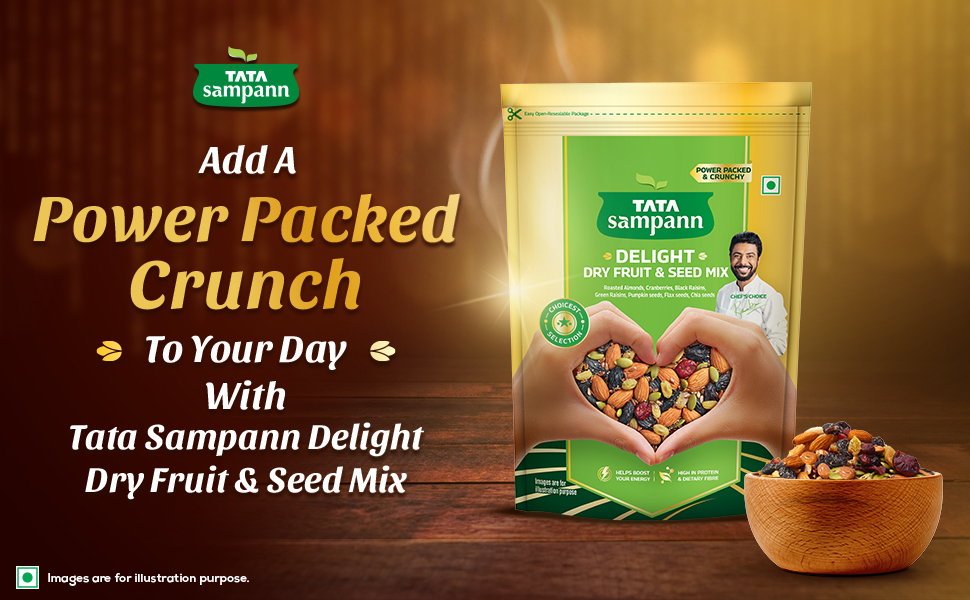 TATA
sampann
Add A
Power Packed
Crunch
To Your Day
With
Tata Sampann Delight
Dry Fruit & Seed Mix
Easy Open-Resealable Package
POWER PACKED
& CRUNCHY
TATA
sampann
DELIGHT
DRY FRUIT & SEED MIX
Roasted Almonds, Cranberries, Black Raisins,
Green Raisins, Pumpkin seeds, Flax seeds, Chia seeds
CHEF'S CHOICE
CHOICEST
SELECTION
HELPS BOOST
YOUR ENERGY
HIGH IN PROTEIN
& DIETARY FIBRE
Images are for
illustration purpose
Images are for illustration purpose.